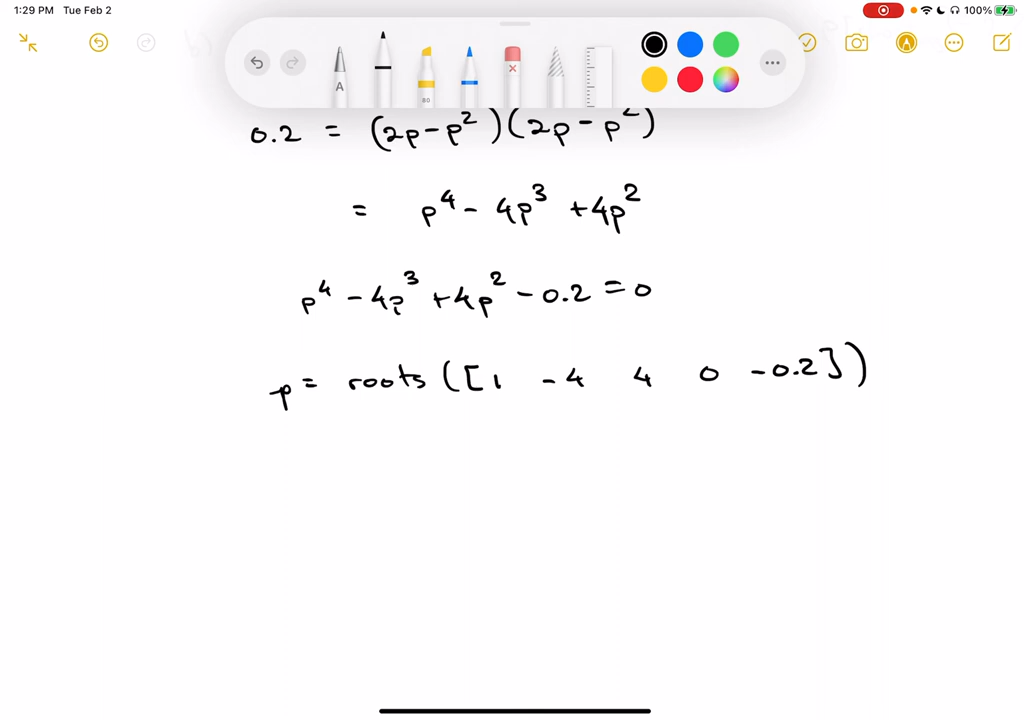 1:29 PM Tue Feb 2 100%
A 80
0.2 = (2p-p²)(2p-p²)
= p⁴ - 4p³ + 4p²
p⁴ - 4p³ + 4p² - 0.2 = 0
p = roots ([1 -4 4 0 -0.2])